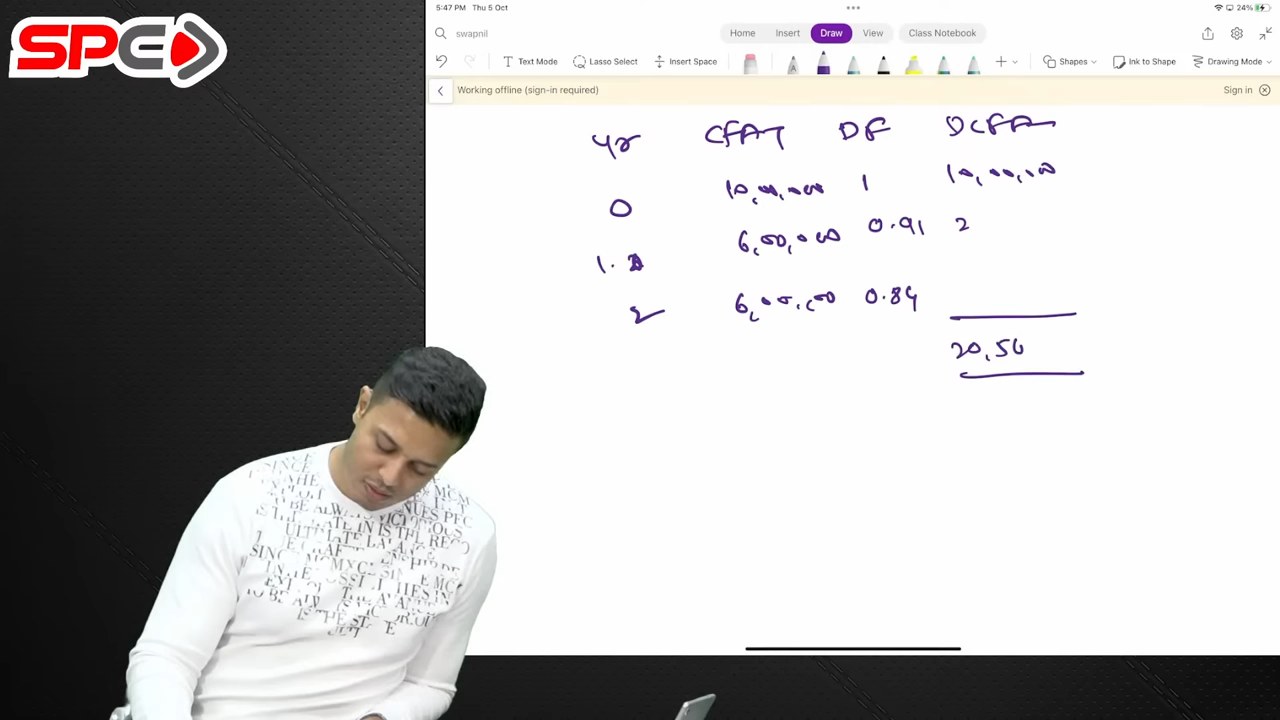 SPE
5:47 PM Thu 5 Oct
24%
swapnil
Home Insert Draw View Class Notebook
Text Mode Lasso Select Insert Space Shapes Ink to Shape Drawing Mode
Working offline (sign-in required) Sign in
Yr CFAT DF DCFA
0 10,00,000 1 10,00,000
1. 6,00,000 0.91 2
2 6,00,000 0.84
20,56